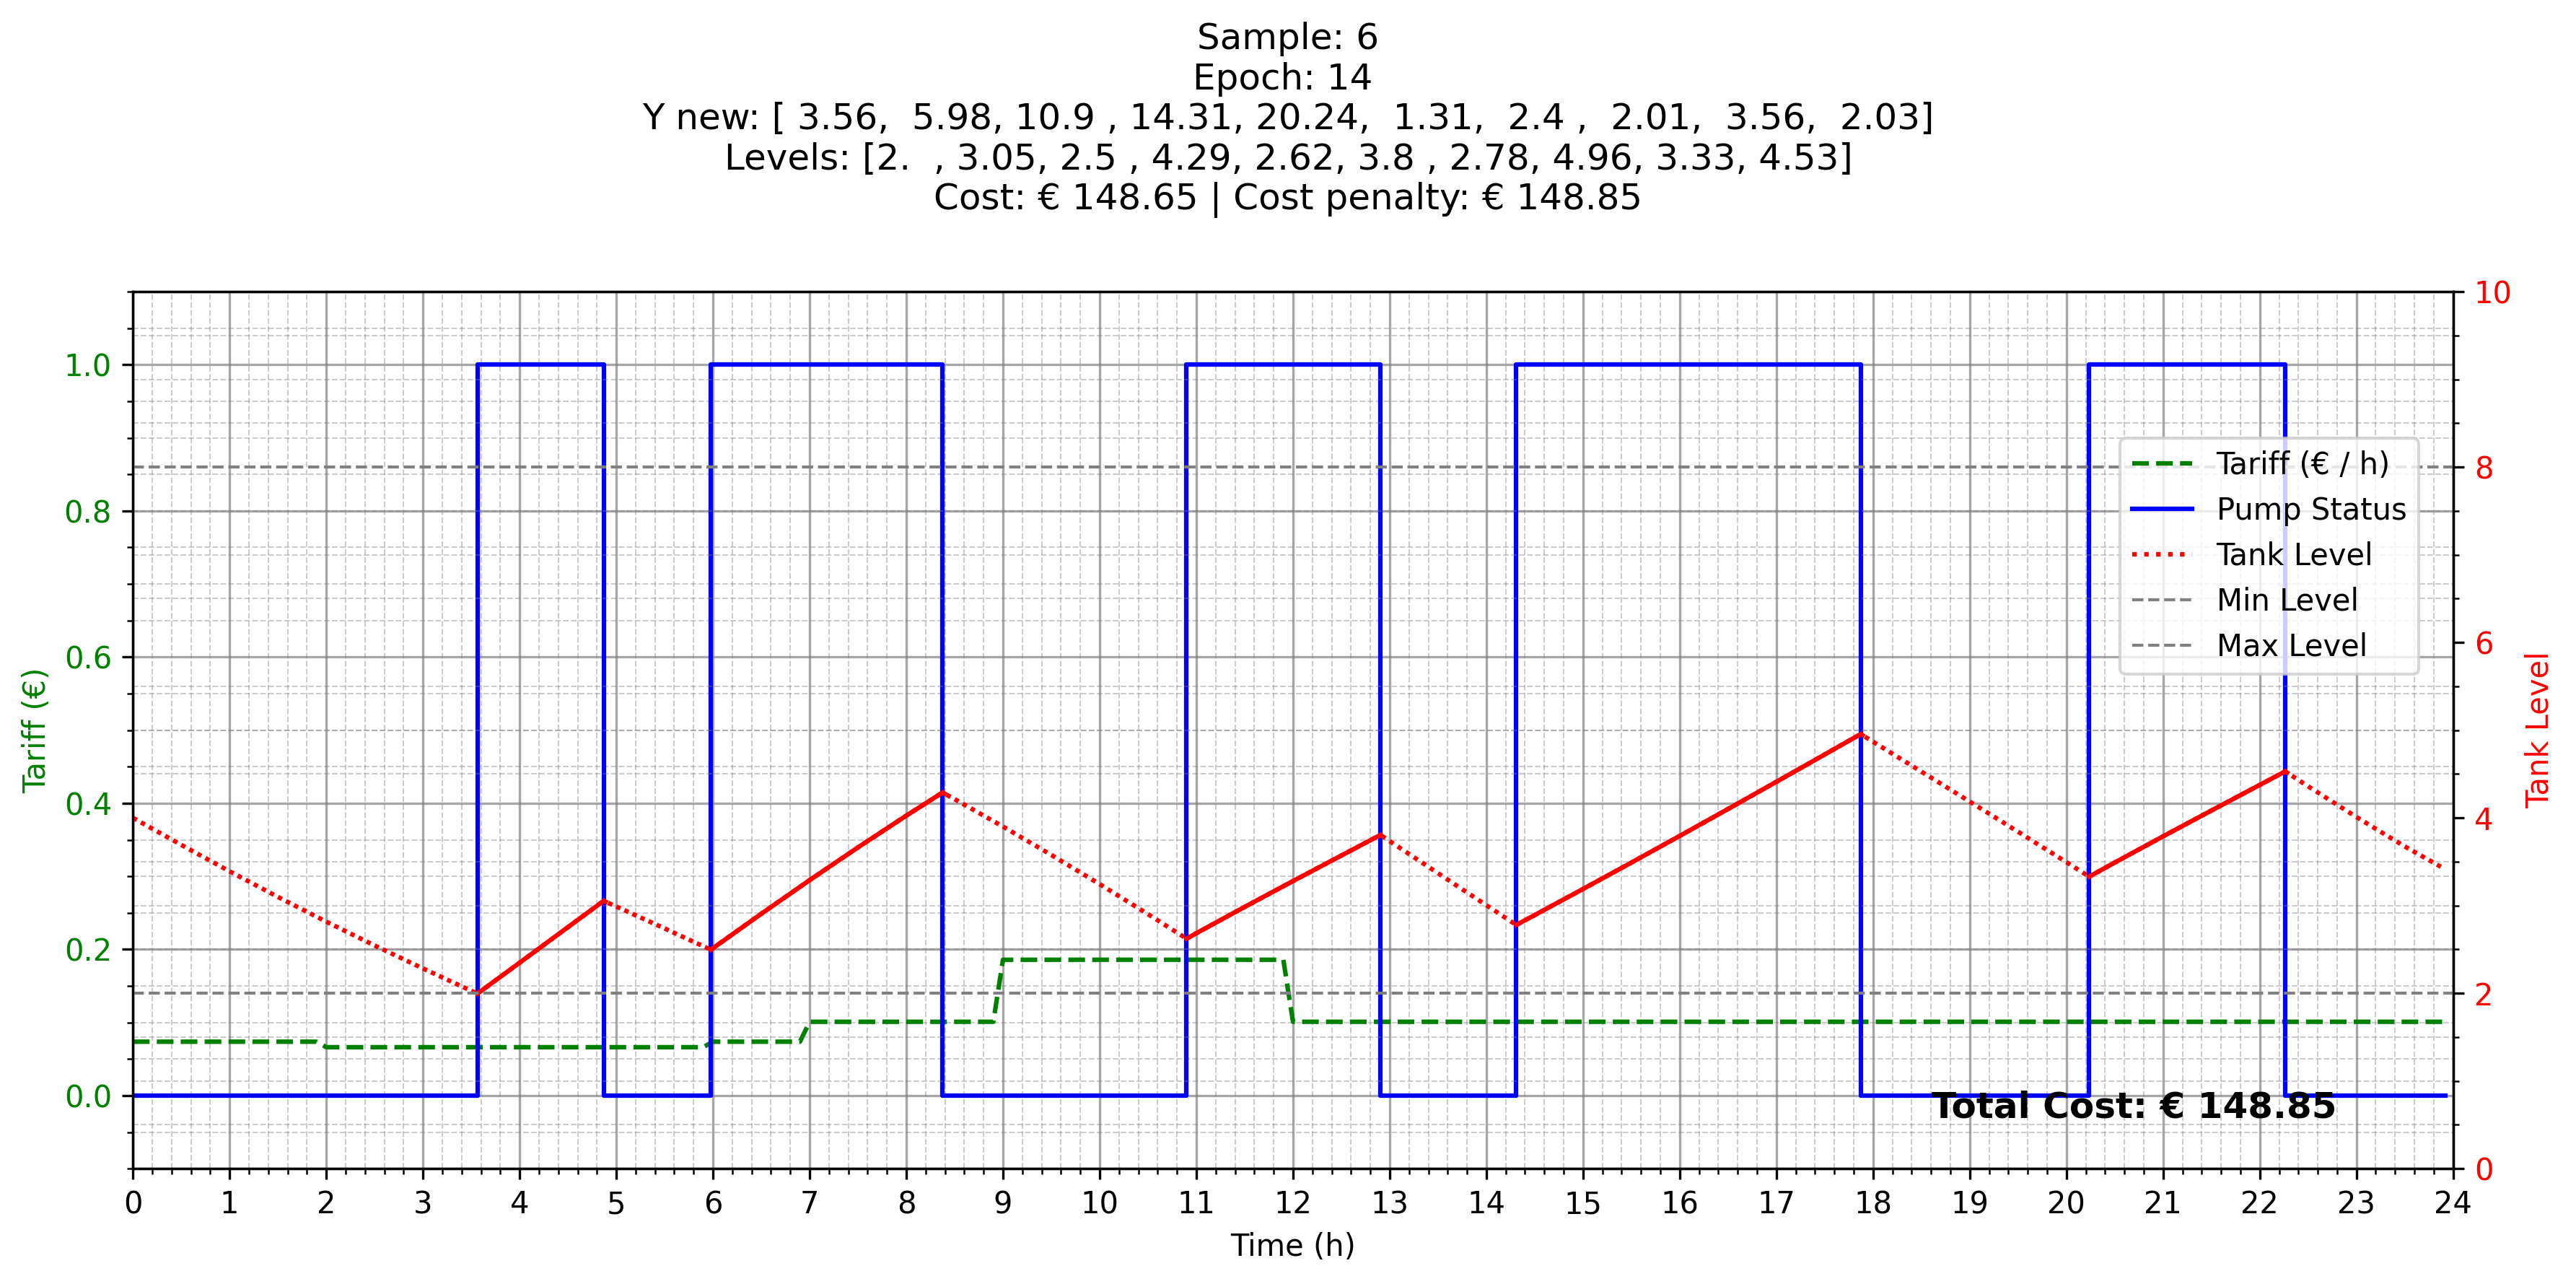 Sample: 6
Epoch: 14
Y new: [ 3.56,  5.98, 10.9 , 14.31, 20.24,  1.31,  2.4 ,  2.01,  3.56,  2.03]
Levels: [2.  , 3.05, 2.5 , 4.29, 2.62, 3.8 , 2.78, 4.96, 3.33, 4.53]
Cost: € 148.65 | Cost penalty: € 148.85
1.0
0.8
0.6
0.4
0.2
0.0
Tariff (€)
10
8
6
4
2
0
Tank Level
Tariff (€ / h)
Pump Status
Tank Level
Min Level
Max Level
Total Cost: € 148.85
0 1 2 3 4 5 6 7 8 9 10 11 12 13 14 15 16 17 18 19 20 21 22 23 24
Time (h)